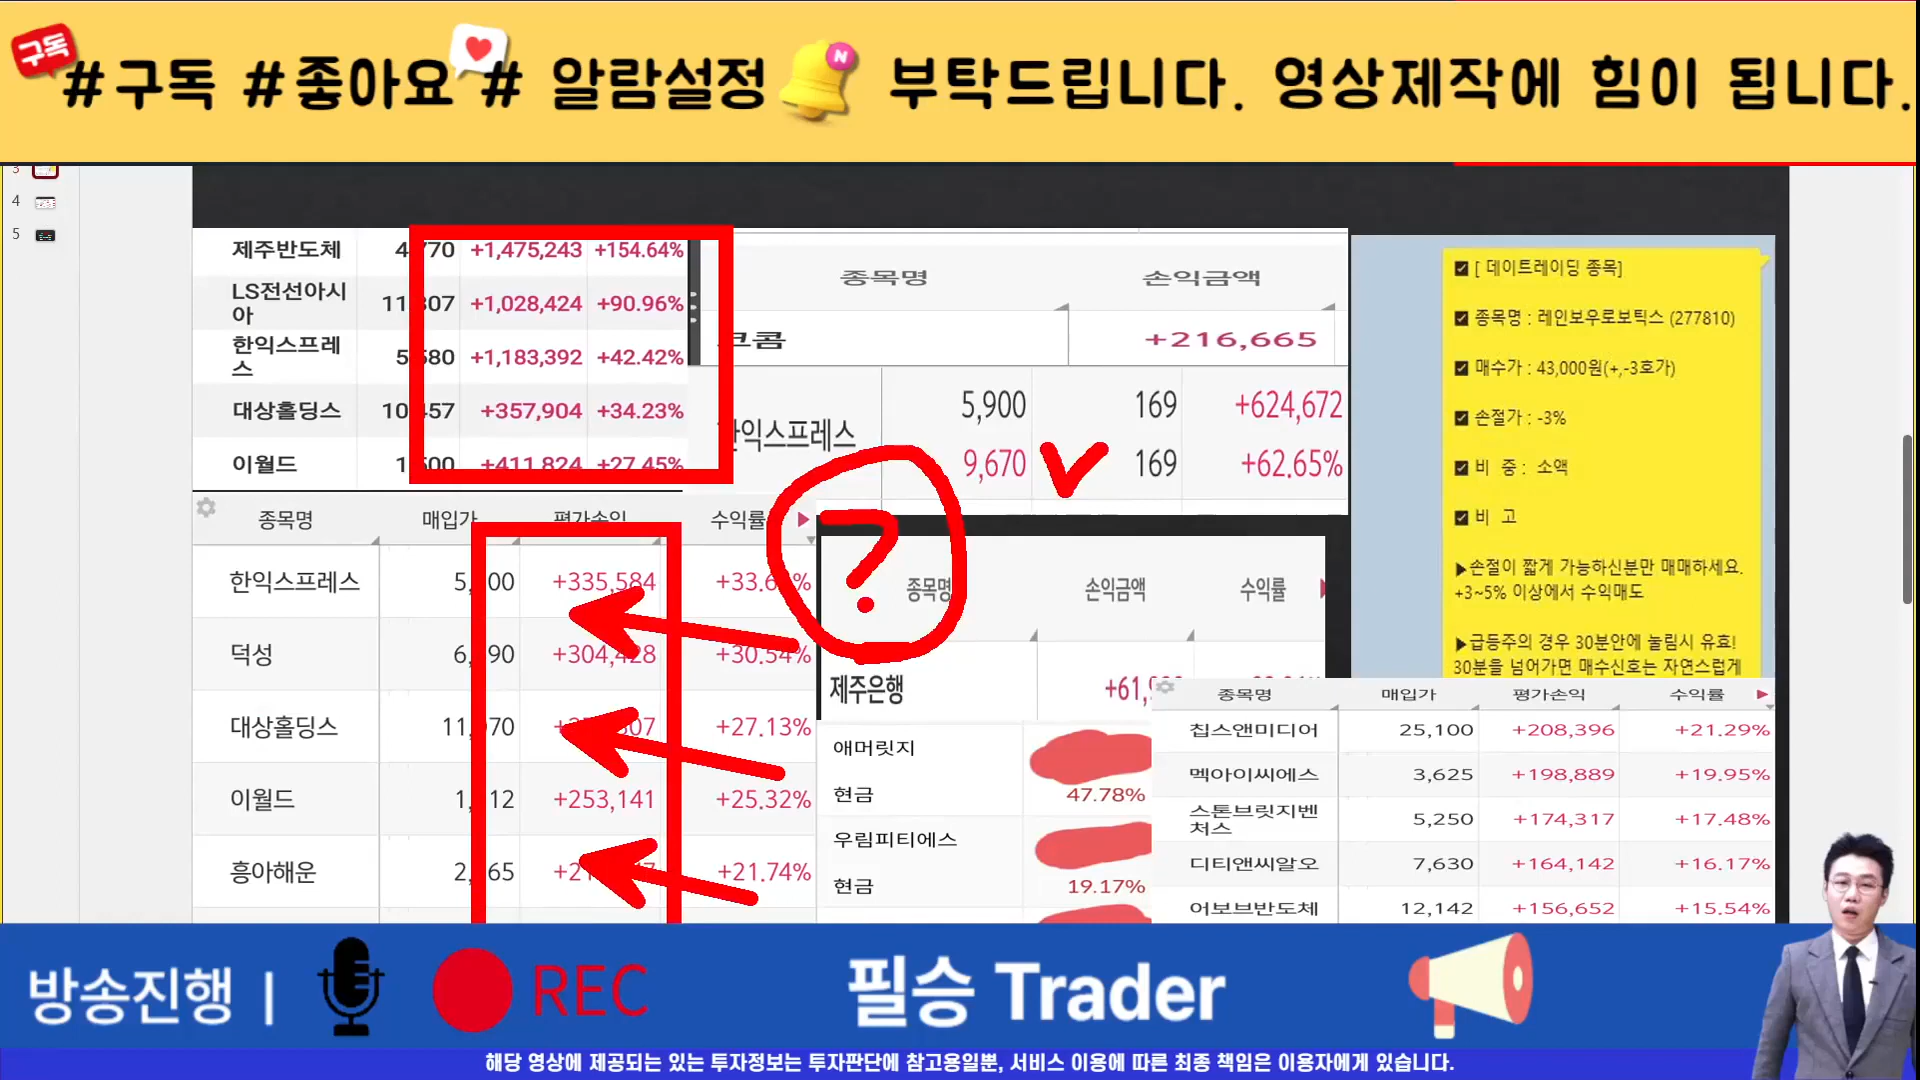 구독
#구독 #좋아요 # 알람설정 N 부탁드립니다. 영상제작에 힘이 됩니다.
3
4
5
제주반도체 +1,475,243 +154.64%
LS전선아시아 +1,028,424 +90.96%
한익스프레스 +1,183,392 +42.42%
대상홀딩스 +357,904 +34.23%
이월드 +411,824 +27.45%
종목명 손익금액
코콤 +216,665
한익스프레스 5,900 169 +624,672
9,670 169 +62.65%
[ 데이트레이딩 종목]
종목명 : 레인보우로보틱스 (277810)
매수가 : 43,000원(+,-3호가)
손절가 : -3%
비 중 : 소액
비 고
▶손절이 짧게 가능하신분만 매매하세요.
+3~5% 이상에서 수익매도
▶급등주의 경우 30분안에 눌림시 유효!
30분을 넘어가면 매수신호는 자연스럽게
종목명 매입가 평가손익 수익률
한익스프레스 +335,584
덕성 +30.54%
대상홀딩스 +27.13%
이월드 +253,141 +25.32%
흥아해운 +21.74%
?
종목명 손익금액 수익률
제주은행
애머릿지
현금 47.78%
우림피티에스
현금 19.17%
종목명 매입가 평가손익 수익률
칩스앤미디어 25,100 +208,396 +21.29%
멕아이씨에스 3,625 +198,889 +19.95%
스톤브릿지벤처스 5,250 +174,317 +17.48%
디티앤씨알오 7,630 +164,142 +16.17%
어보브반도체 12,142 +156,652 +15.54%
방송진행 | REC 필승 Trader
해당 영상에 제공되는 있는 투자정보는 투자판단에 참고용일뿐, 서비스 이용에 따른 최종 책임은 이용자에게 있습니다.